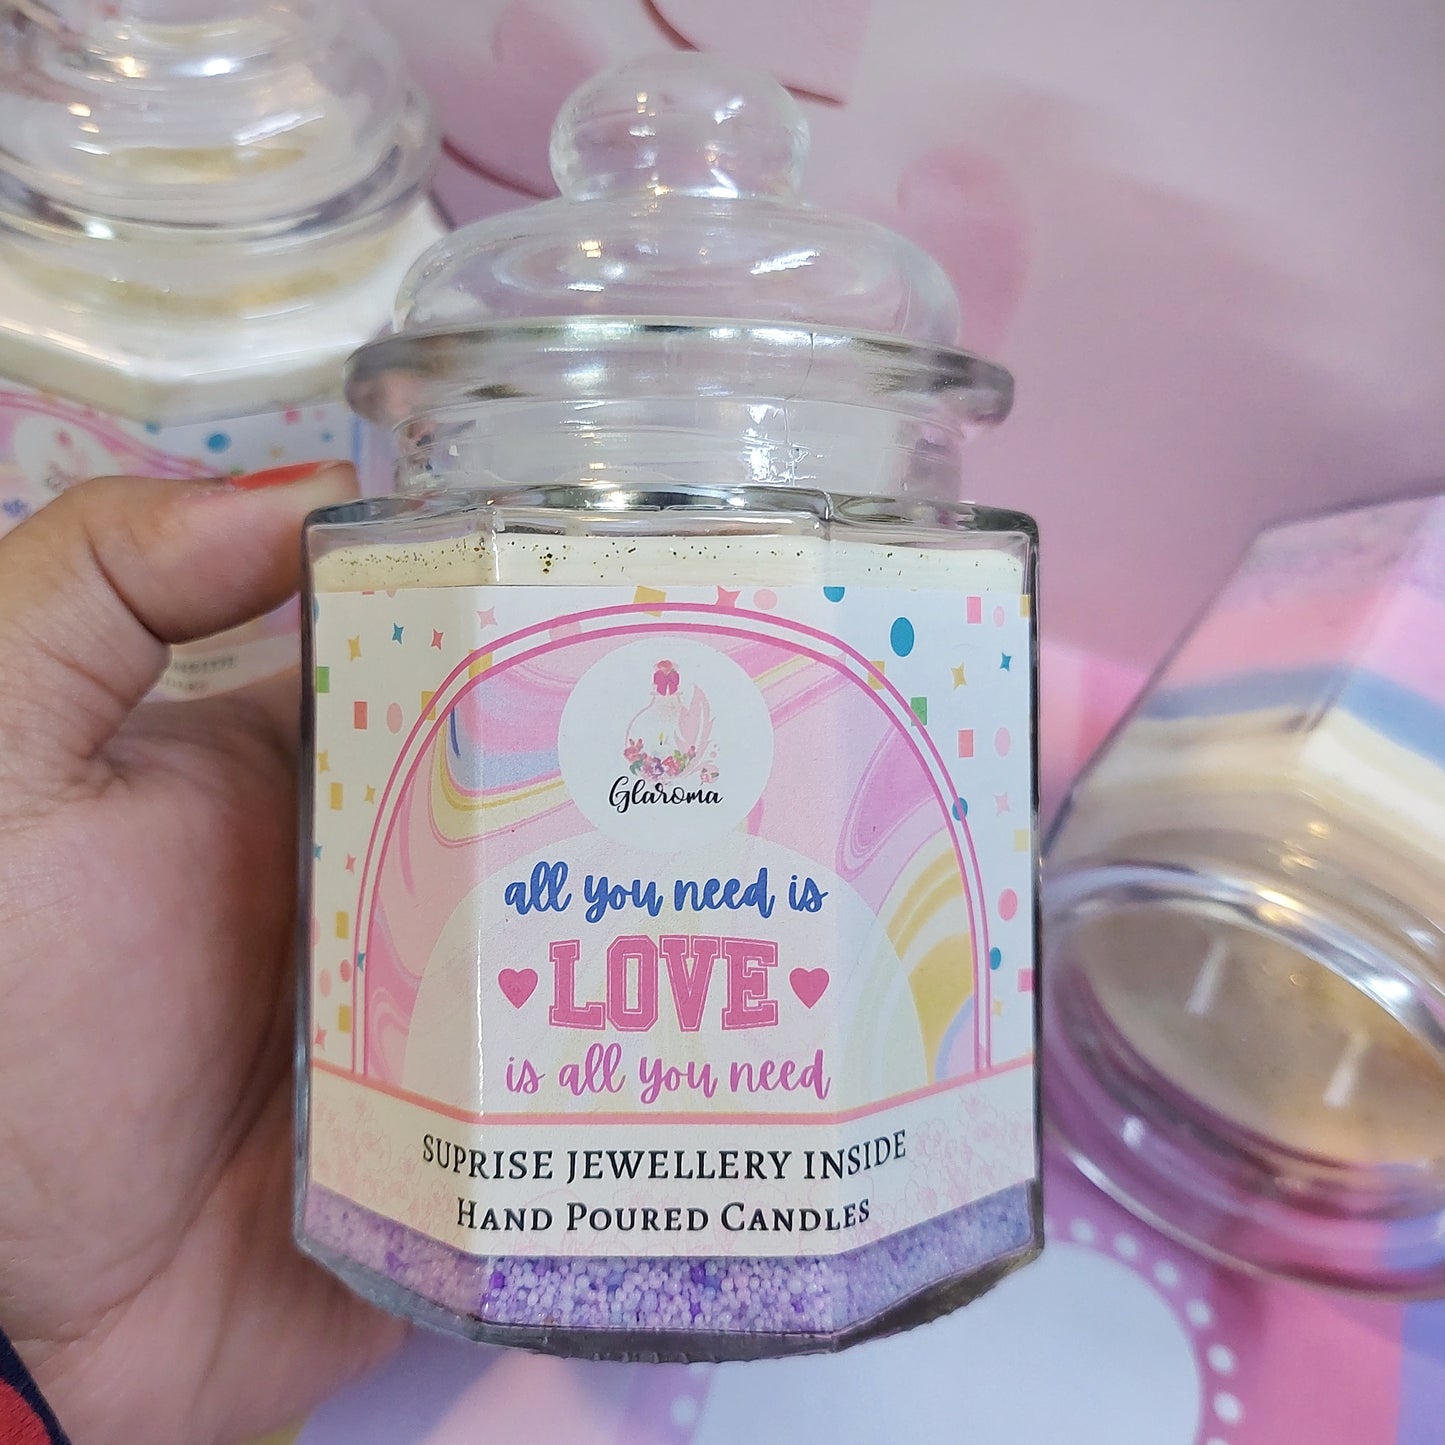 Glaroma
all you need is
LOVE
is all you need
SUPRISE JEWELLERY INSIDE
HAND POURED CANDLES